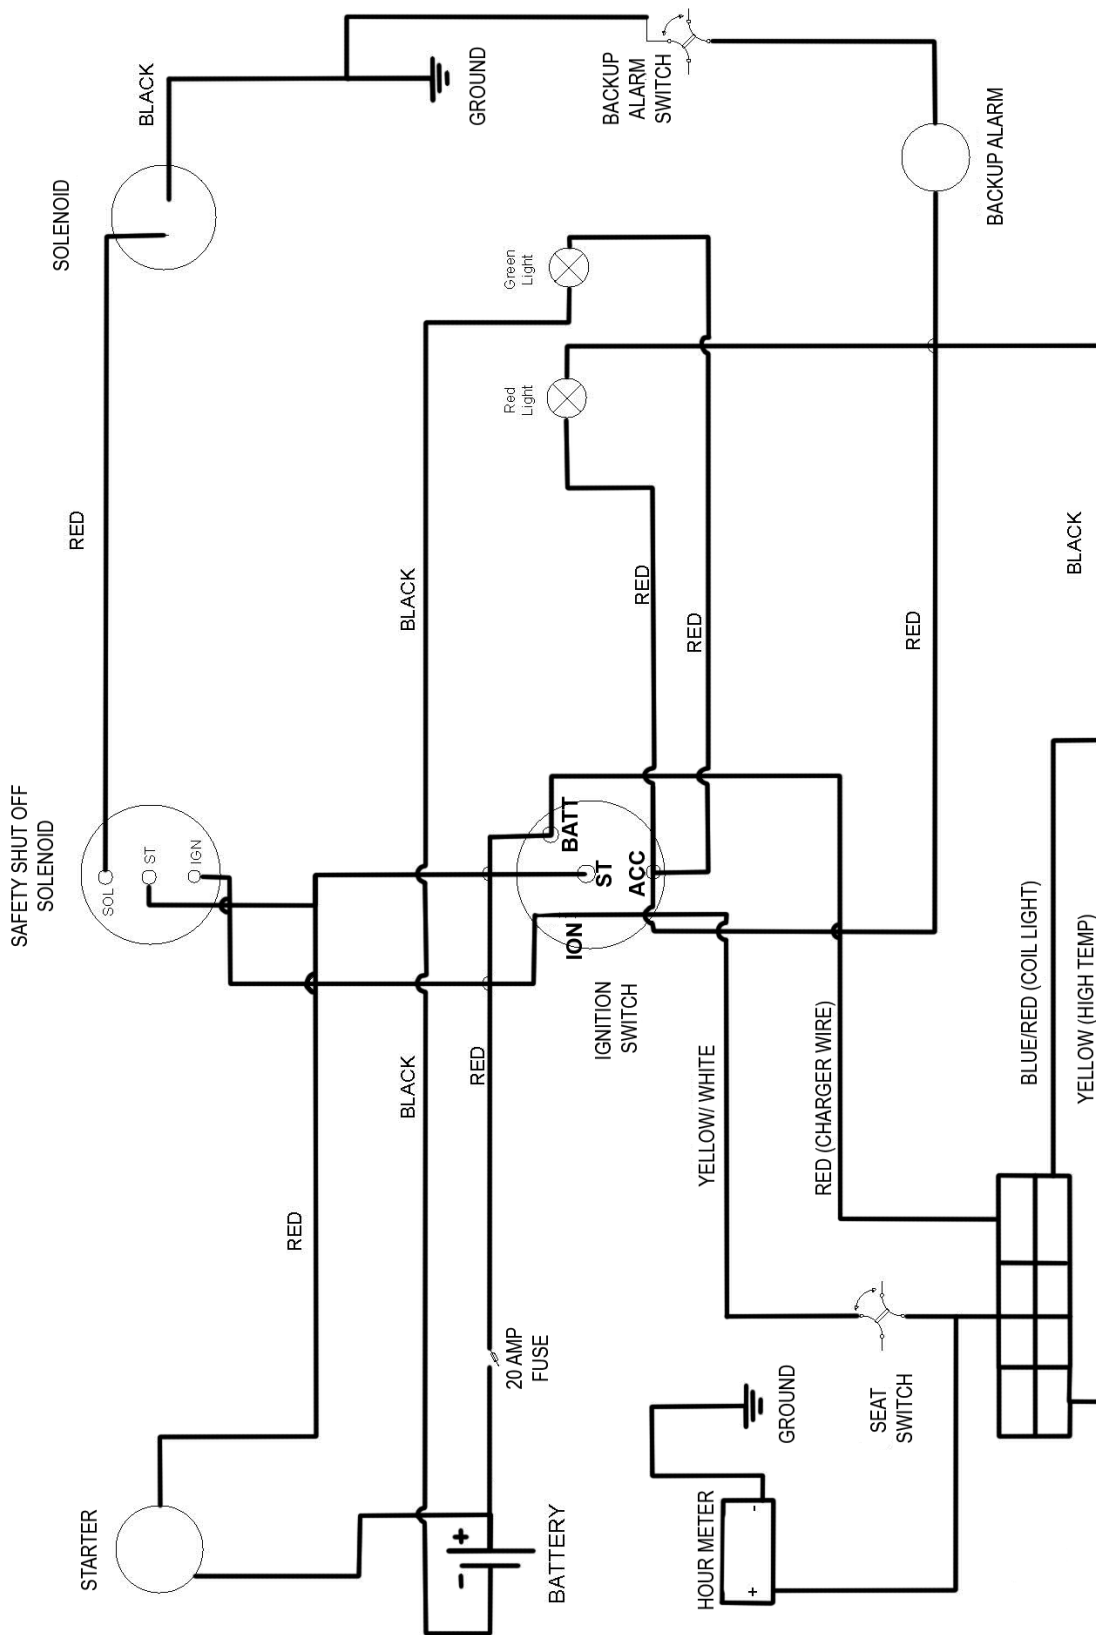 SAFETY SHUT OFF
SOLENOID
SOL
ST
IGN
STARTER
RED
RED
SOLENOID
BLACK
GROUND
BACKUP
ALARM
SWITCH
BACKUP ALARM
Green
Light
Red
Light
BLACK
BLACK
RED
RED
RED
RED
BATT
ST
ACC
ION
IGNITION
SWITCH
20 AMP
FUSE
+
-
BATTERY
YELLOW/ WHITE
RED (CHARGER WIRE)
SEAT
SWITCH
GROUND
HOUR METER
-
+
BLACK
BLUE/RED (COIL LIGHT)
YELLOW (HIGH TEMP)